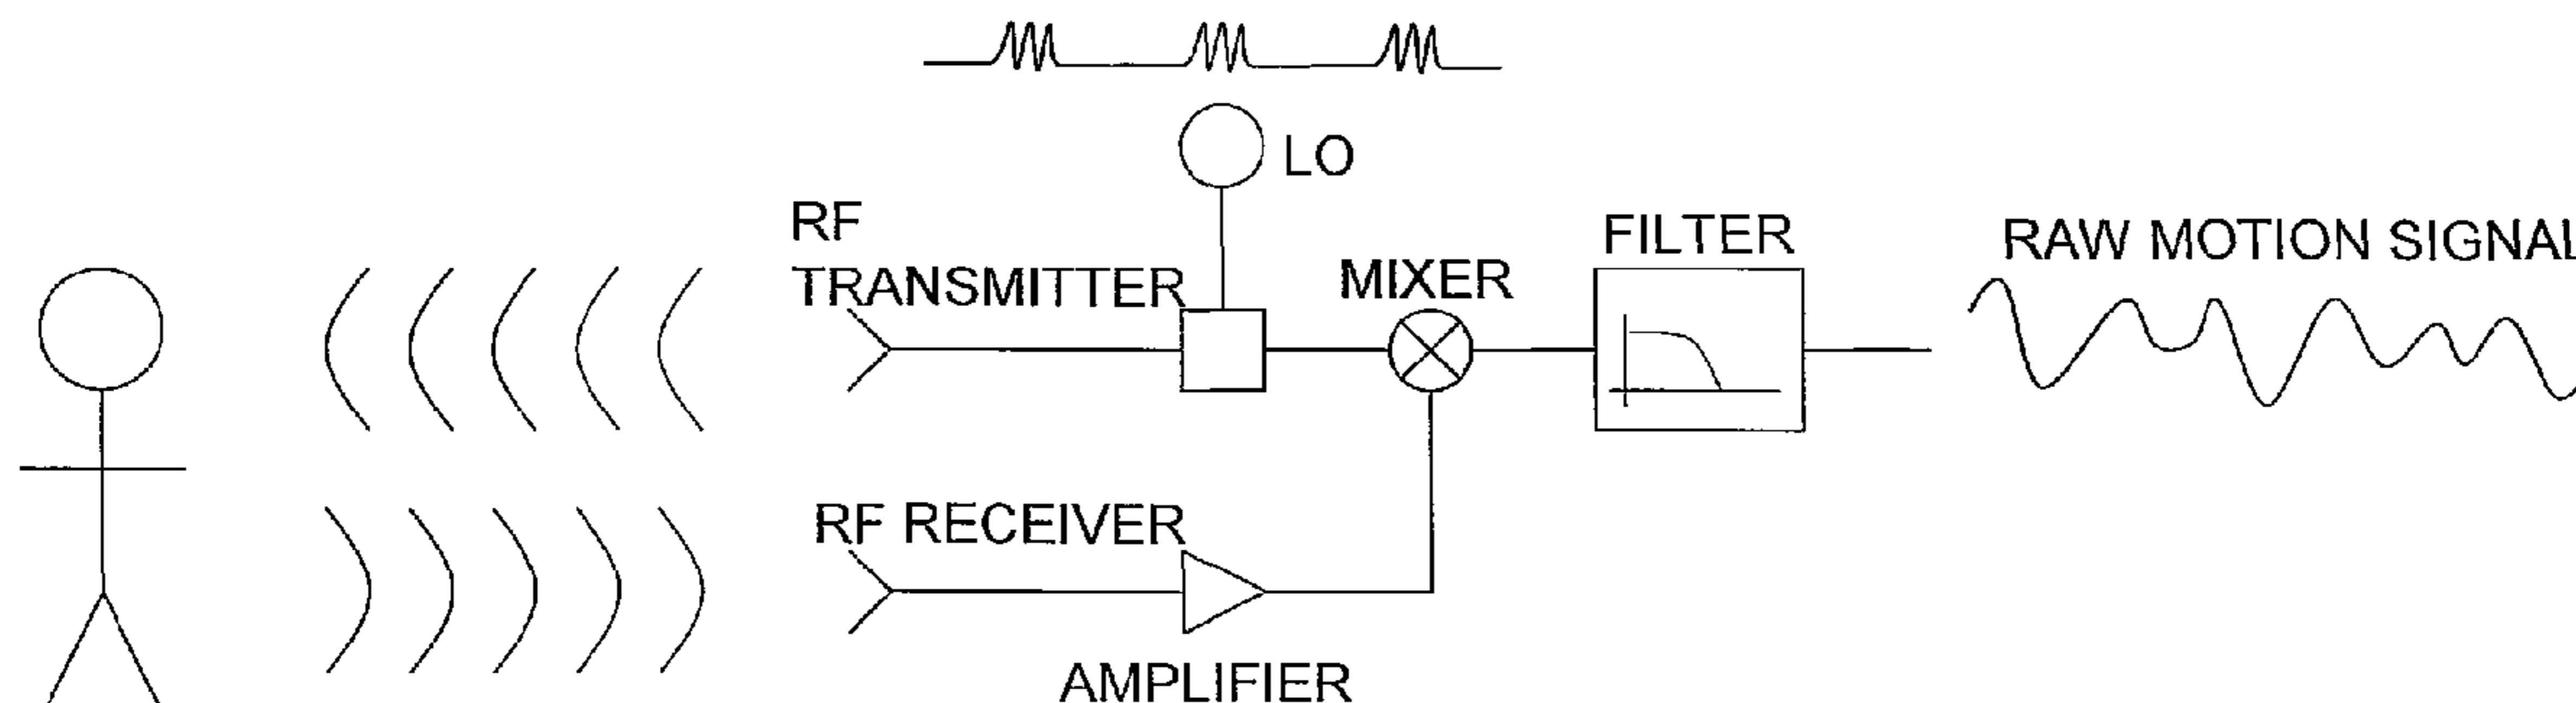 LO
RF
TRANSMITTER
MIXER
FILTER
RAW MOTION SIGNAL
RF RECEIVER
AMPLIFIER